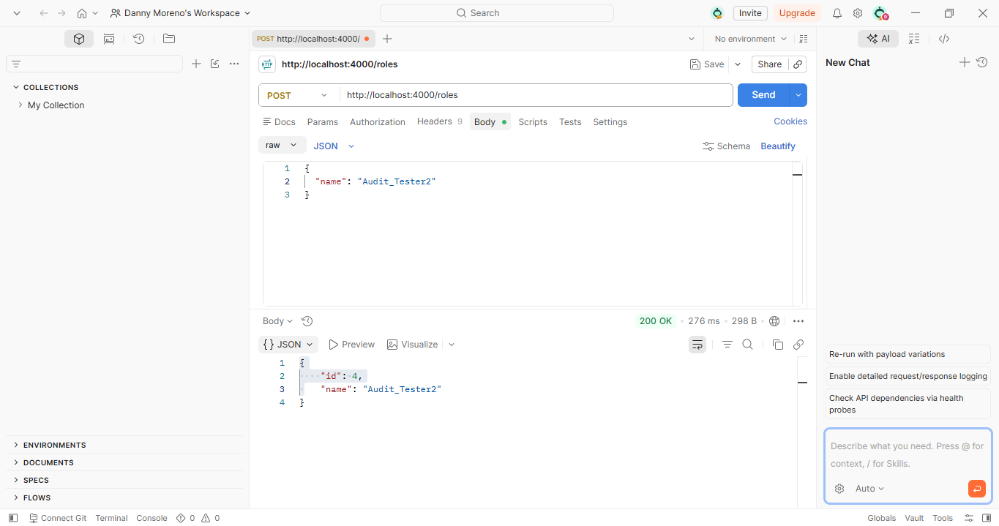 Danny Moreno's Workspace
Search
Invite
Upgrade
POST http://localhost:4000/
No environment
AI
HTTP http://localhost:4000/roles
Save
Share
New Chat
COLLECTIONS
My Collection
POST
http://localhost:4000/roles
Send
Docs
Params
Authorization
Headers 9
Body
Scripts
Tests
Settings
Cookies
raw
JSON
Schema
Beautify
1 {
2 "name": "Audit_Tester2"
3 }
Body
200 OK
276 ms
298 B
{} JSON
Preview
Visualize
1 {
2 "id": 4,
3 "name": "Audit_Tester2"
4 }
Re-run with payload variations
Enable detailed request/response logging
Check API dependencies via health
probes
Describe what you need. Press @ for
context, / for Skills.
Auto
ENVIRONMENTS
DOCUMENTS
SPECS
FLOWS
Connect Git
Terminal
Console
0
0
Globals
Vault
Tools